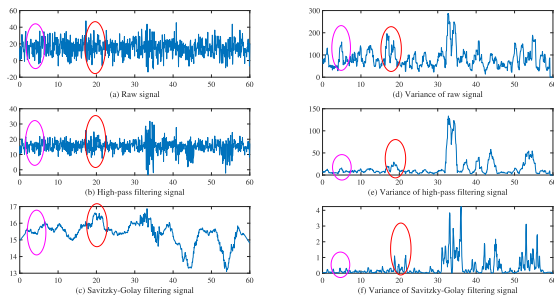 60
40
20
0
-20
0 10 20 30 40 50 60
(a) Raw signal
300
200
100
0
0 10 20 30 40 50 60
(d) Variance of raw signal
40
30
20
10
0
0 10 20 30 40 50 60
(b) High-pass filtering signal
150
100
50
0
0 10 20 30 40 50 60
(e) Variance of high-pass filtering signal
17
16
15
14
13
0 10 20 30 40 50 60
(c) Savitzky-Golay filtering signal
4
3
2
1
0
0 10 20 30 40 50 60
(f) Variance of Savitzky-Golay filtering signal